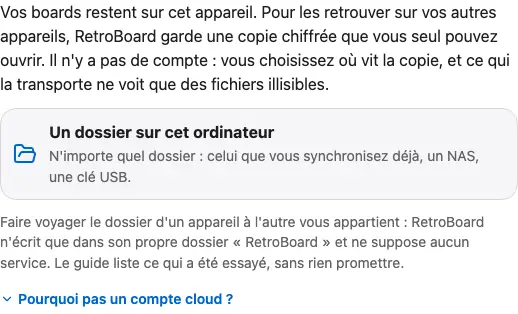 Vos boards restent sur cet appareil. Pour les retrouver sur vos autres
appareils, RetroBoard garde une copie chiffrée que vous seul pouvez
ouvrir. Il n'y a pas de compte : vous choisissez où vit la copie, et ce qui
la transporte ne voit que des fichiers illisibles.
Un dossier sur cet ordinateur
N'importe quel dossier : celui que vous synchronisez déjà, un NAS,
une clé USB.
Faire voyager le dossier d'un appareil à l'autre vous appartient : RetroBoard
n'écrit que dans son propre dossier « RetroBoard » et ne suppose aucun
service. Le guide liste ce qui a été essayé, sans rien promettre.
Pourquoi pas un compte cloud ?